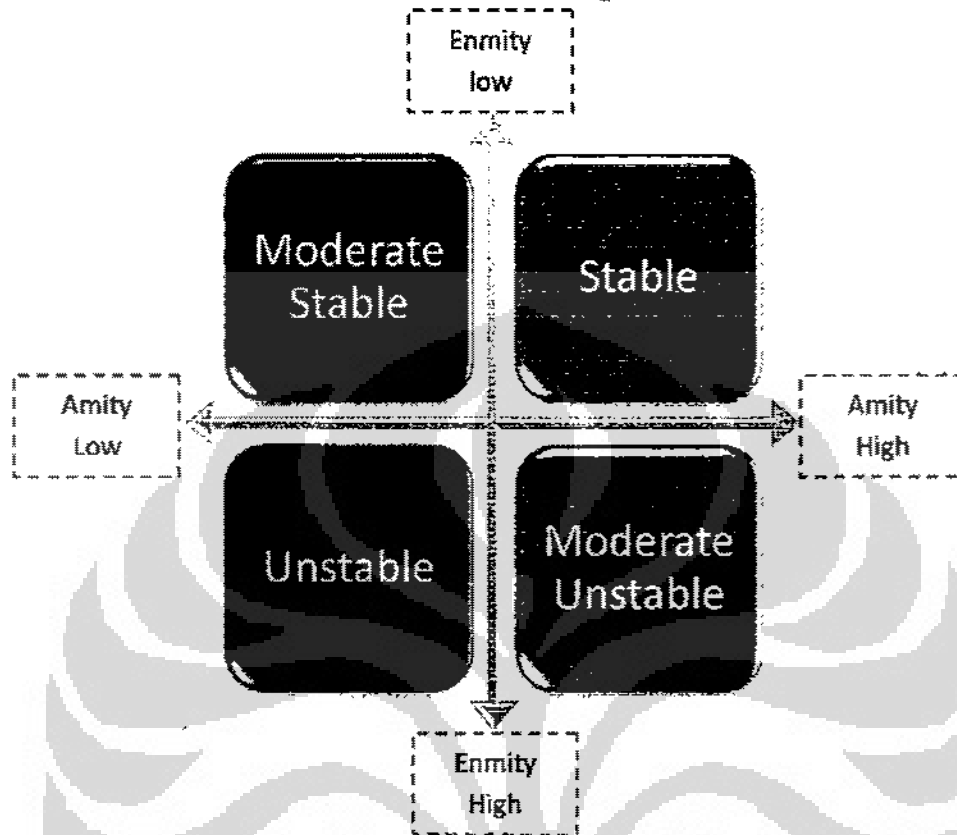 Enmity
low
Moderate
Stable
Stable
Amity
Low
Amity
High
Unstable
Moderate
Unstable
Enmity
High